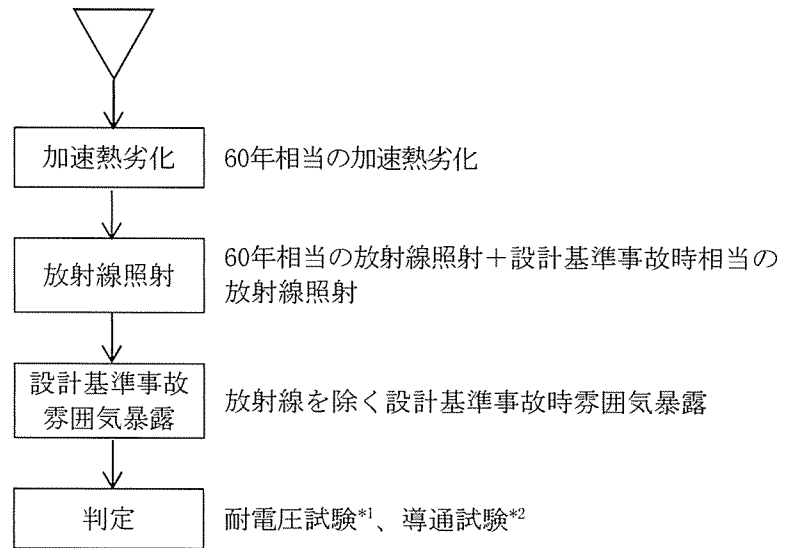 加速熱劣化
60年相当の加速熱劣化
放射線照射
60年相当の放射線照射＋設計基準事故時相当の
放射線照射
設計基準事故
雰囲気暴露
放射線を除く設計基準事故時雰囲気暴露
判定
耐電圧試験*1、導通試験*2